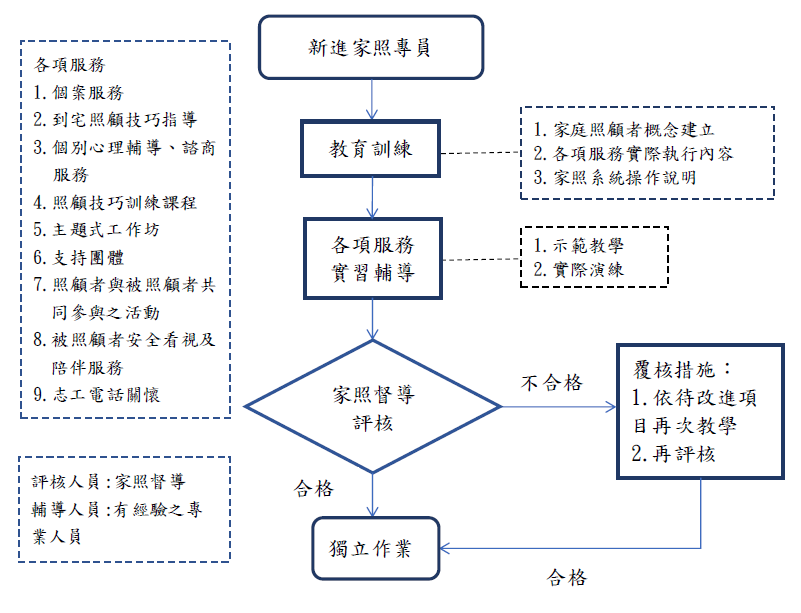 新進家照專員
各項服務
1.個案服務
2.到宅照顧技巧指導
3.個別心理輔導、諮商
服務
4.照顧技巧訓練課程
5.主題式工作坊
6.支持團體
7.照顧者與被照顧者共
同參與之活動
8.被照顧者安全看視及
陪伴服務
9.志工電話關懷
教育訓練
1.家庭照顧者概念建立
2.各項服務實際執行內容
3.家照系統操作說明
各項服務
實習輔導
1.示範教學
2.實際演練
家照督導
評核
不合格
覆核措施：
1.依待改進項
目再次教學
2.再評核
評核人員:家照督導
輔導人員:有經驗之專
業人員
合格
獨立作業
合格